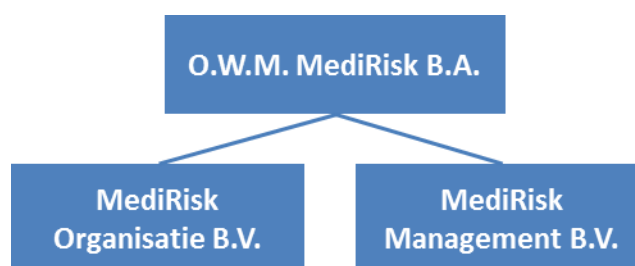 O.W.M. MediRisk B.A.
MediRisk
Organisatie B.V.
MediRisk
Management B.V.